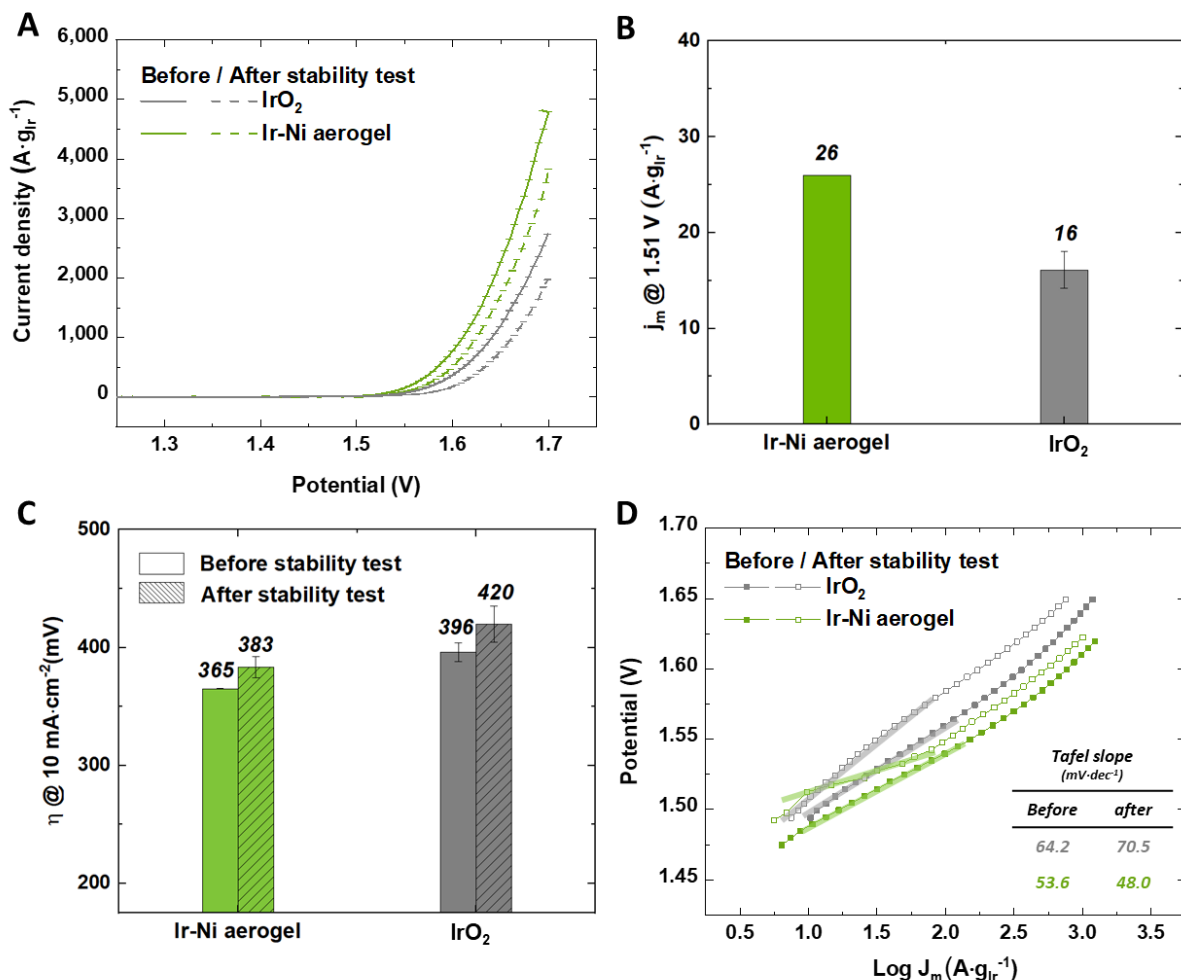 A
6,000
5,000
4,000
3,000
2,000
1,000
0
Current density (A·gIr⁻¹)
Before / After stability test
IrO₂
Ir-Ni aerogel
1.3 1.4 1.5 1.6 1.7
Potential (V)
B
40
30
20
10
0
jm @ 1.51 V (A·gIr⁻¹)
26
16
Ir-Ni aerogel IrO₂
C
500
400
300
200
η @ 10 mA·cm⁻²(mV)
Before stability test
After stability test
365 383
396 420
Ir-Ni aerogel IrO₂
D
1.70
1.65
1.60
1.55
1.50
1.45
Potential (V)
Before / After stability test
IrO₂
Ir-Ni aerogel
Tafel slope
(mV·dec⁻¹)
Before after
64.2 70.5
53.6 48.0
0.5 1.0 1.5 2.0 2.5 3.0 3.5
Log Jm(A·gIr⁻¹)